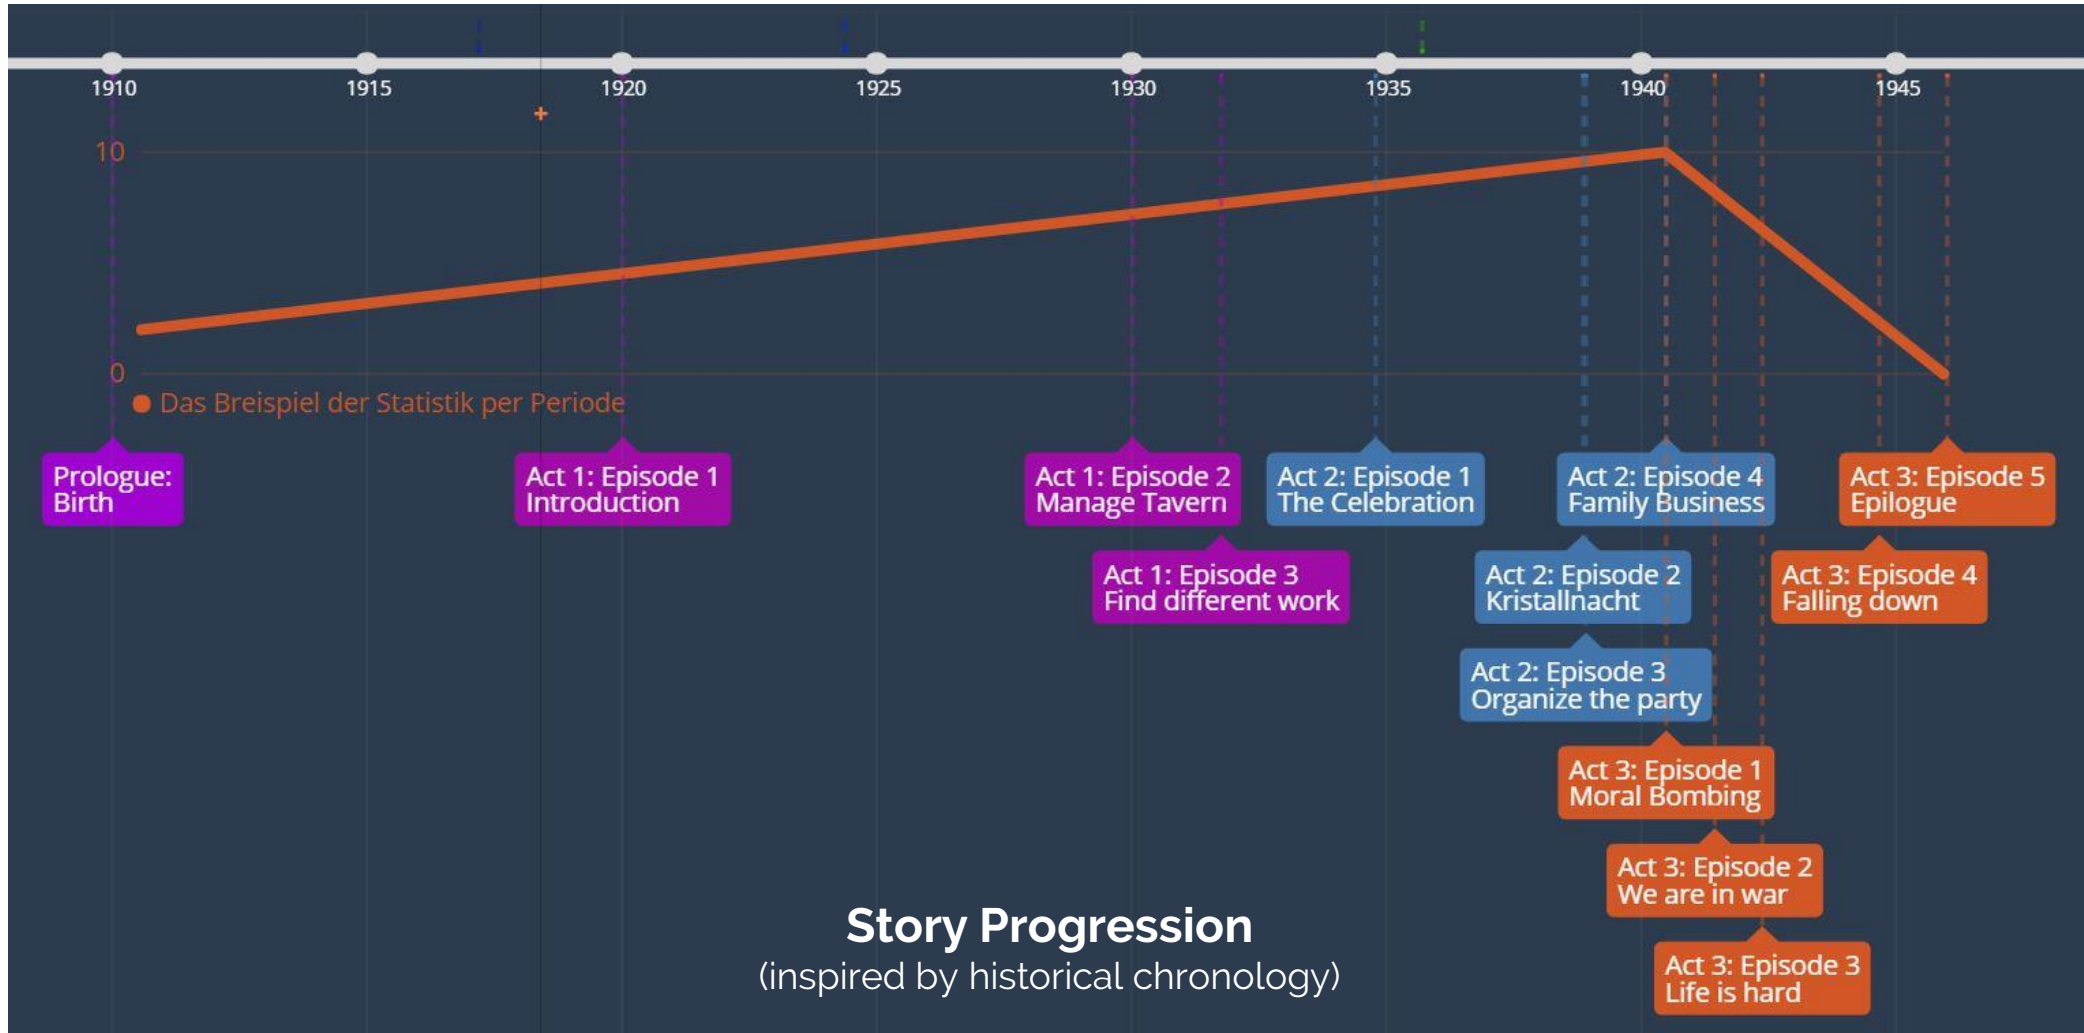 1910
1915
1920
1925
1930
1935
1940
1945
10
0
Das Breispiel der Statistik per Periode
Prologue:
Birth
Act 1: Episode 1
Introduction
Act 1: Episode 2
Manage Tavern
Act 2: Episode 1
The Celebration
Act 2: Episode 4
Family Business
Act 3: Episode 5
Epilogue
Act 1: Episode 3
Find different work
Act 2: Episode 2
Kristallnacht
Act 3: Episode 4
Falling down
Act 2: Episode 3
Organize the party
Act 3: Episode 1
Moral Bombing
Act 3: Episode 2
We are in war
Act 3: Episode 3
Life is hard
Story Progression
(inspired by historical chronology)